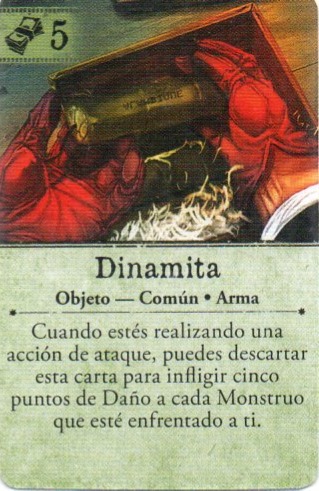 5
Dinamita
Objeto — Común • Arma
Cuando estés realizando una
acción de ataque, puedes descartar
esta carta para infligir cinco
puntos de Daño a cada Monstruo
que esté enfrentado a ti.